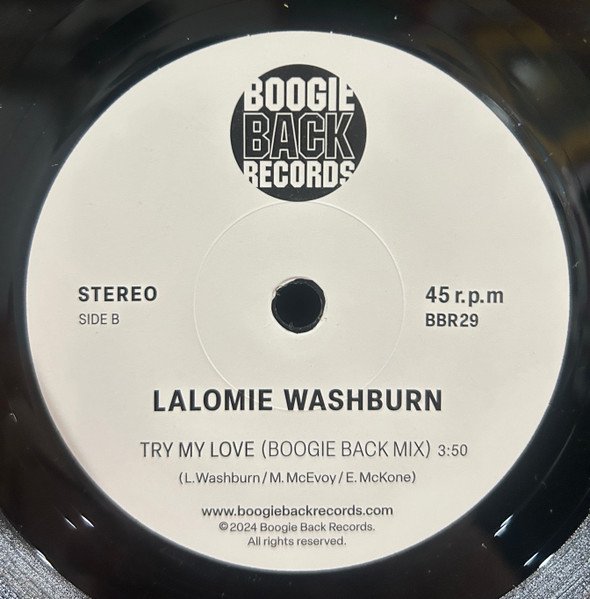 BOOGIE
BACK
RECORDS
STEREO
SIDE B
45 r.p.m
BBR29
LALOMIE WASHBURN
TRY MY LOVE (BOOGIE BACK MIX) 3:50
(L.Washburn / M. McEvoy / E. McKone)
www.boogiebackrecords.com
©2024 Boogie Back Records.
All rights reserved.